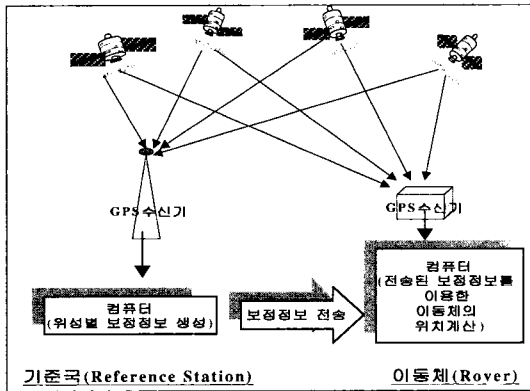 GPS수신기
GPS수신기
컴퓨터
(위성별 보정정보 생성)
보정정보 전송
컴퓨터
(전송된 보정정보를
이용한
이동체의
위치계산)
기준국(Reference Station)
이동체(Rover)